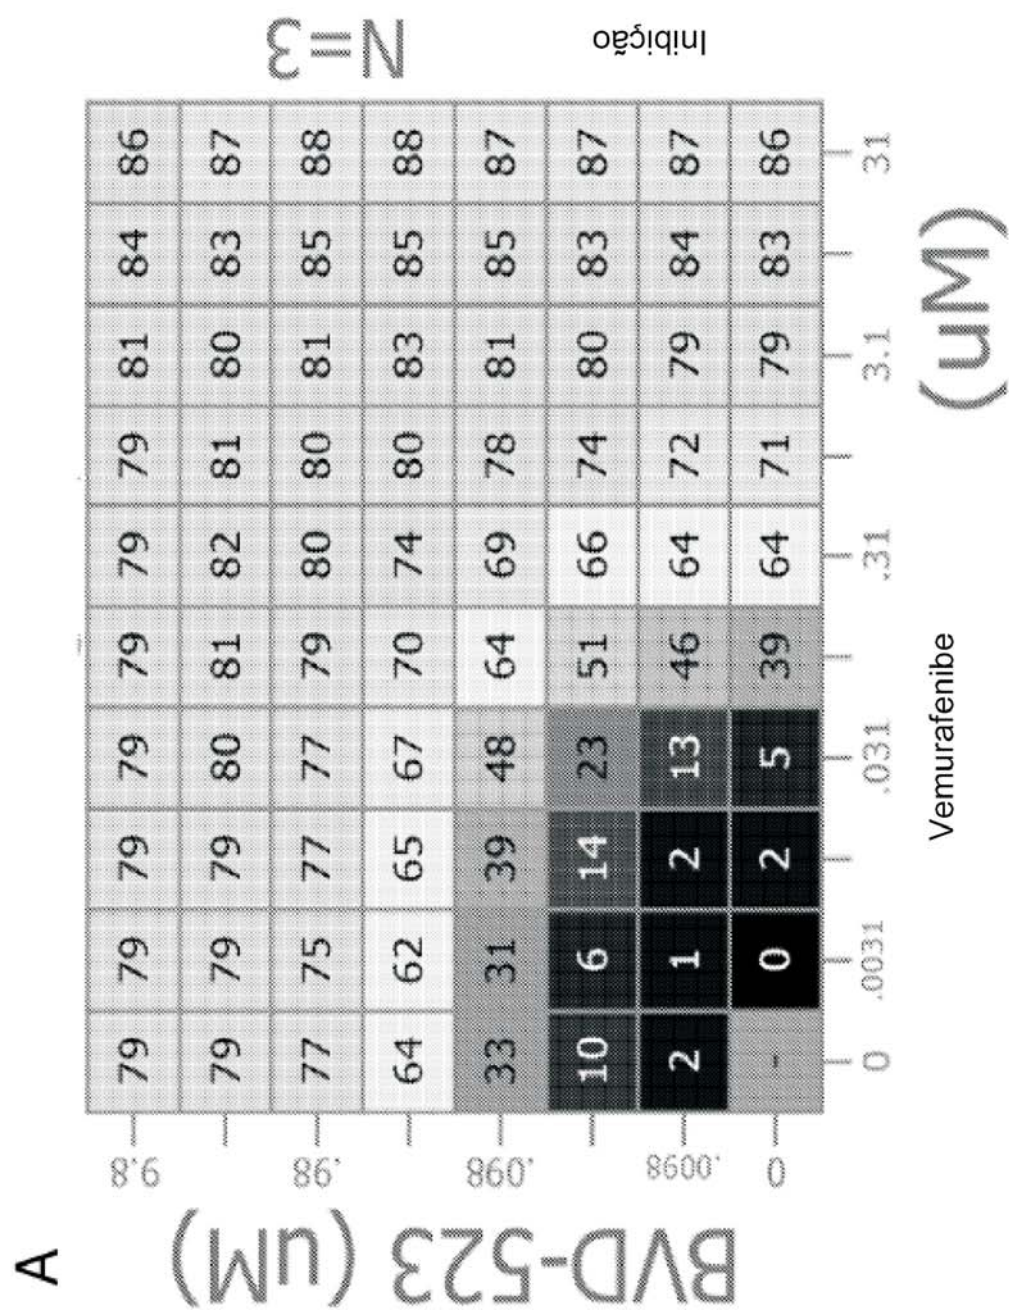 A
BVD-523 (uM)
N=3
Inibição
9.8 79 79 79 79 79 79 79 81 84 86
79 79 79 80 81 82 81 80 83 87
.98 77 75 77 77 79 80 80 81 85 88
64 62 65 67 70 74 80 83 85 88
.098 33 31 39 48 64 69 78 81 85 87
10 6 14 23 51 66 74 80 83 87
.0098 2 1 2 13 46 64 72 79 84 87
0 - 0 2 5 39 64 71 79 83 86
0 .0031 .031 .31 3.1 31
Vemurafenibe (uM)